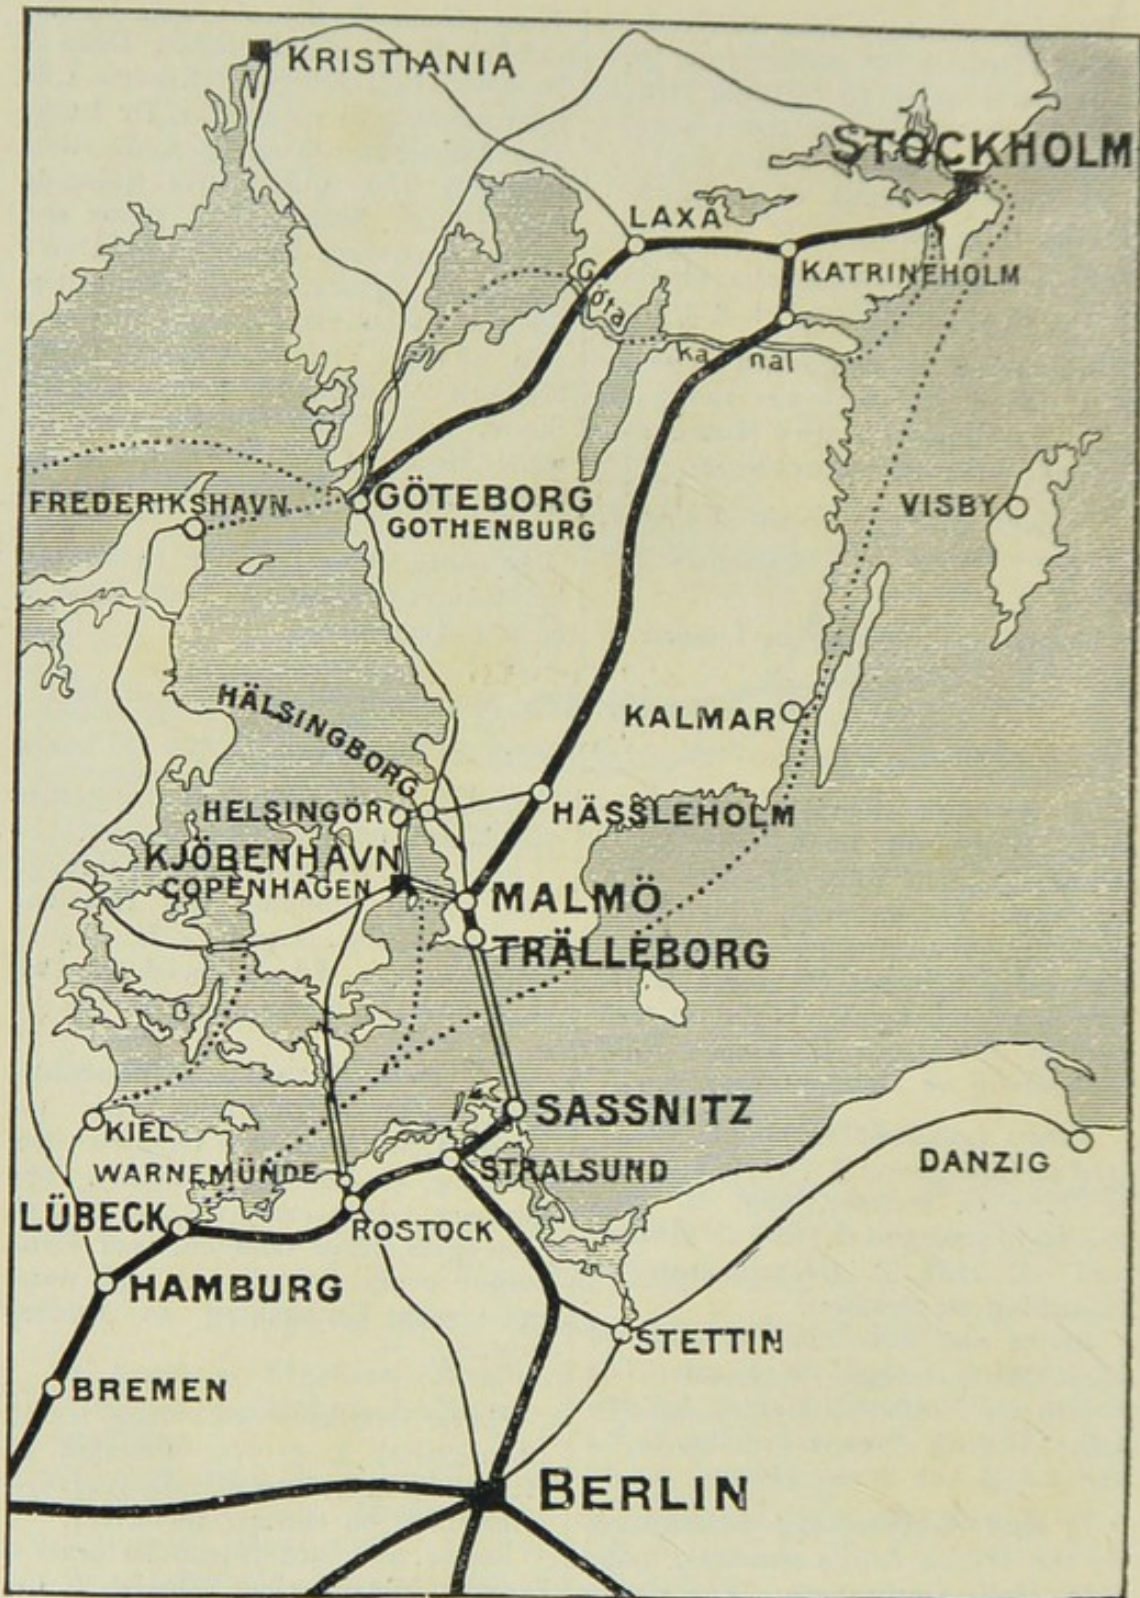 KRISTIANIA
STOCKHOLM
LAXÅ
KATRINEHOLM
Göta
kanal
FREDERIKSHAVN
GÖTEBORG
GOTHENBURG
VISBY
HÄLSINGBORG
KALMAR
HELSINGÖR
HÄSSLEHOLM
KJÖBENHAVN
COPENHAGEN
MALMÖ
TRÄLLEBORG
SASSNITZ
KIEL
WARNEMÜNDE
STRALSUND
DANZIG
LÜBECK
ROSTOCK
HAMBURG
STETTIN
BREMEN
BERLIN